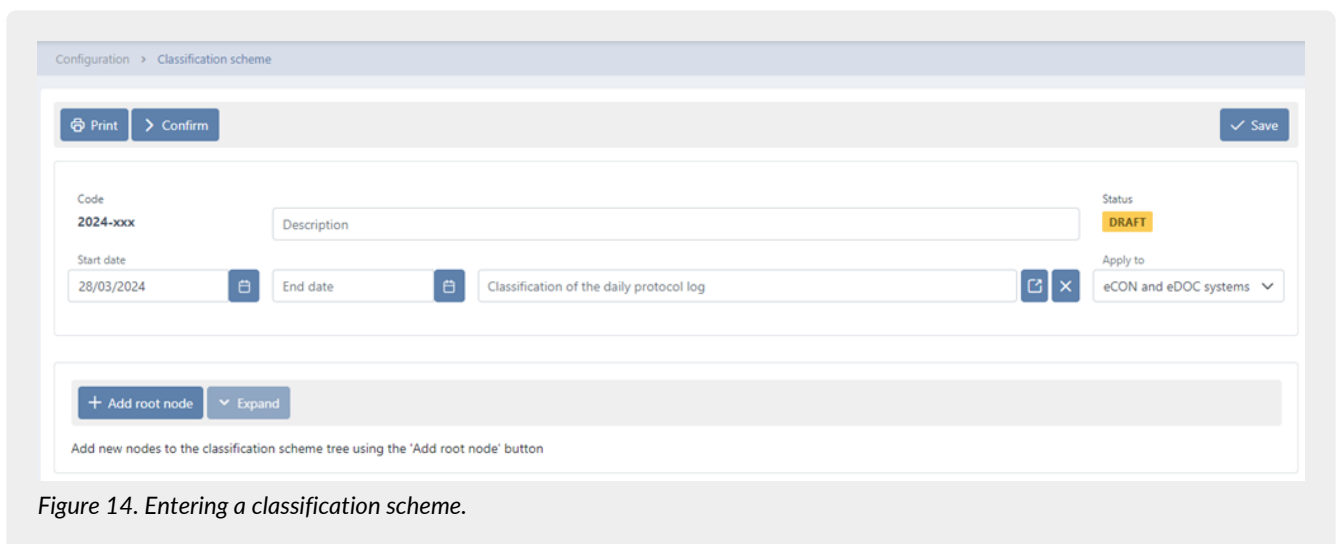 Configuration > Classification scheme
Print > Confirm Save
Code Status
2024-xxx Description DRAFT
Start date Apply to
28/03/2024 End date Classification of the daily protocol log eCON and eDOC systems
+ Add root node Expand
Add new nodes to the classification scheme tree using the 'Add root node' button
Figure 14. Entering a classification scheme.